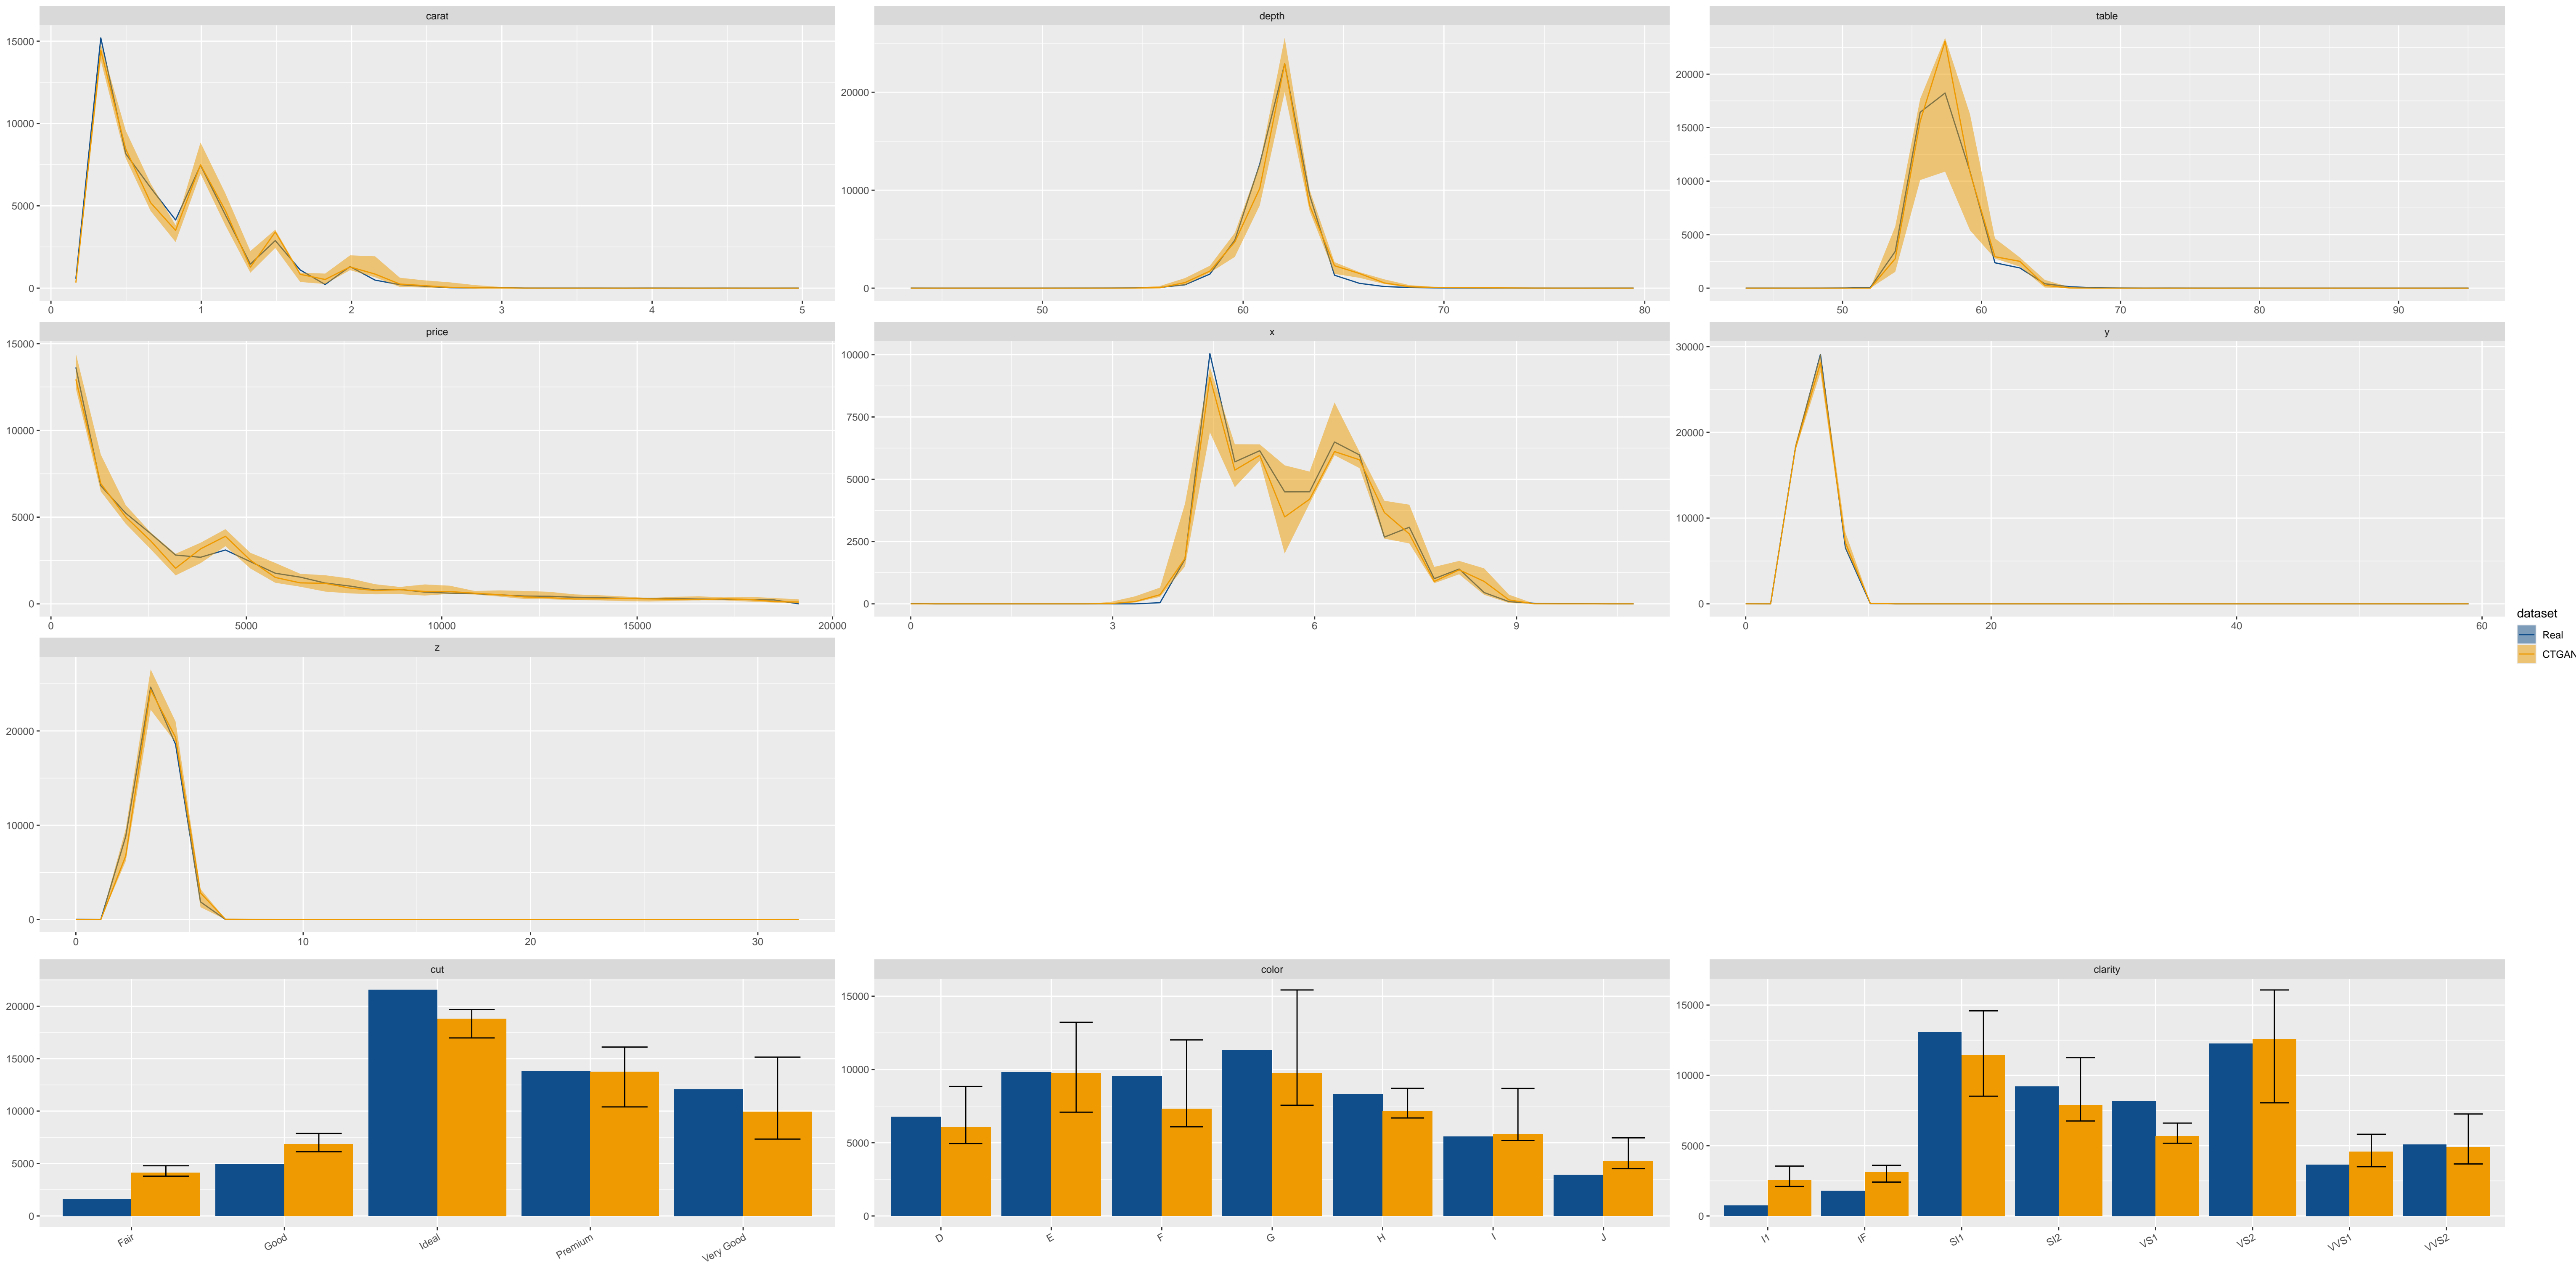 carat
depth
table
15000
10000
5000
0
0 1 2 3 4 5
20000
10000
0
50 60 70 80
20000
15000
10000
5000
0
50 60 70 80 90
price
x
y
15000
10000
5000
0
0 5000 10000 15000 20000
10000
7500
5000
2500
0
0 3 6 9
30000
20000
10000
0
0 20 40 60
dataset
Real
CTGAN
z
20000
10000
0
0 10 20 30
cut
color
clarity
20000
15000
10000
5000
0
Fair Good Ideal Premium Very Good
15000
10000
5000
0
D E F G H I J
15000
10000
5000
0
I1 IF SI1 SI2 VS1 VS2 VVS1 VVS2